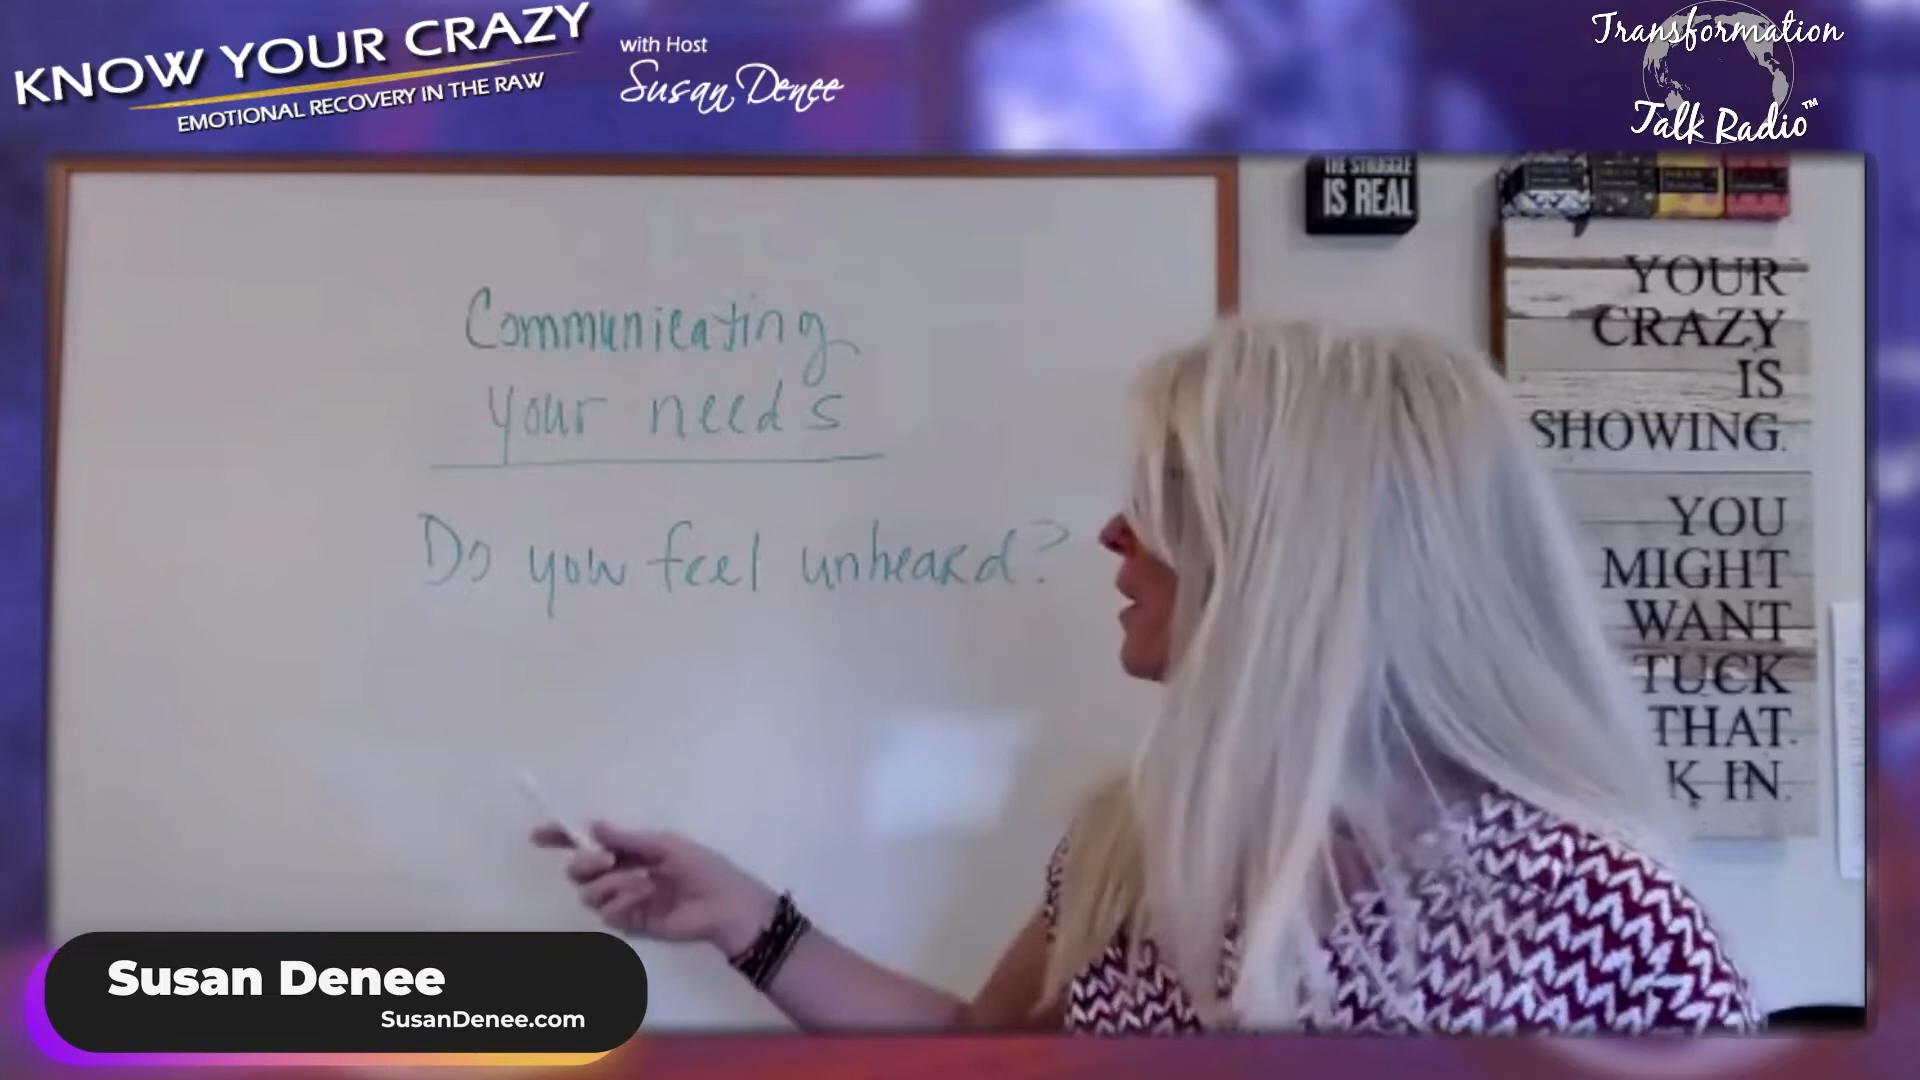 KNOW YOUR CRAZY
EMOTIONAL RECOVERY IN THE RAW
with Host
Susan Denee
Transformation
Talk Radio™
THE STRUGGLE
IS REAL
Communicating
your needs
Do you feel unheard?
YOUR
CRAZY
IS
SHOWING.
YOU
MIGHT
WANT
TUCK
THAT
K IN.
Susan Denee
SusanDenee.com